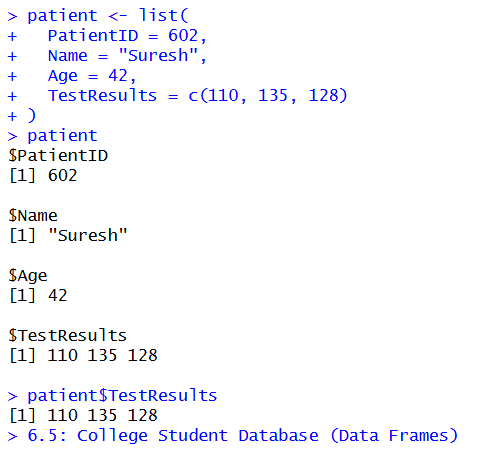 > patient <- list(
+   PatientID = 602,
+   Name = "Suresh",
+   Age = 42,
+   TestResults = c(110, 135, 128)
+ )
> patient
$PatientID
[1] 602

$Name
[1] "Suresh"

$Age
[1] 42

$TestResults
[1] 110 135 128

> patient$TestResults
[1] 110 135 128
> 6.5: College Student Database (Data Frames)